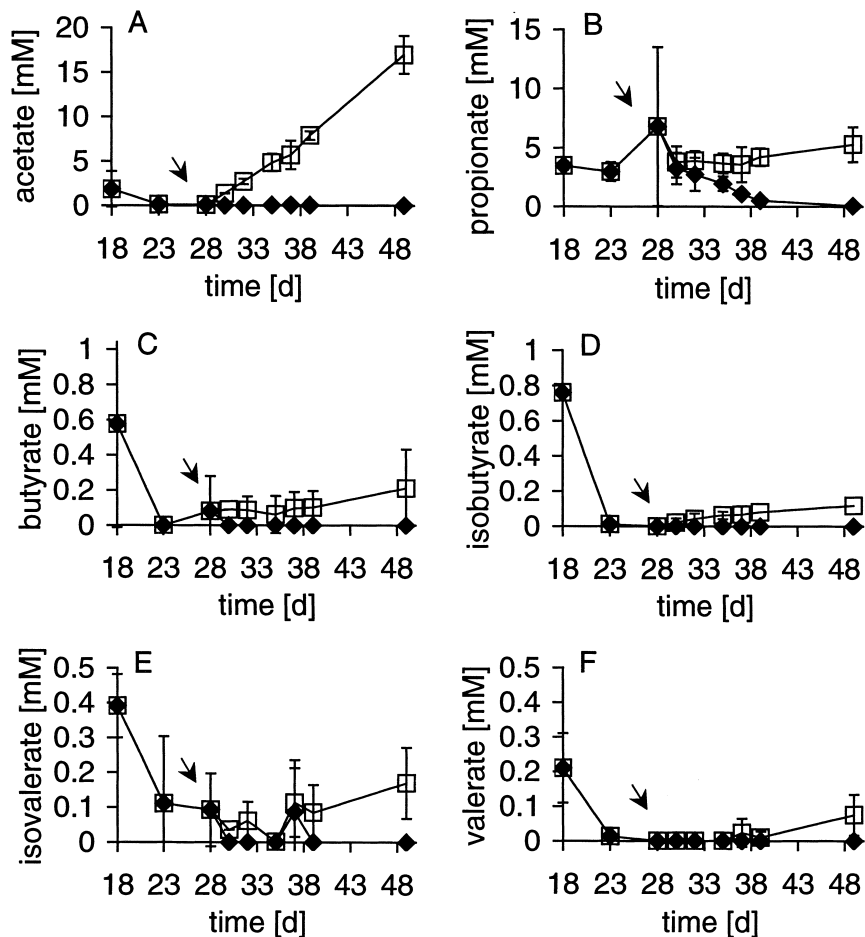 A
acetate [mM]
20
15
10
5
0
18 23 28 33 38 43 48
time [d]
B
propionate [mM]
15
10
5
0
18 23 28 33 38 43 48
time [d]
C
butyrate [mM]
1
0.8
0.6
0.4
0.2
0
18 23 28 33 38 43 48
time [d]
D
isobutyrate [mM]
1
0.8
0.6
0.4
0.2
0
18 23 28 33 38 43 48
time [d]
E
isovalerate [mM]
0.5
0.4
0.3
0.2
0.1
0
18 23 28 33 38 43 48
time [d]
F
valerate [mM]
0.5
0.4
0.3
0.2
0.1
0
18 23 28 33 38 43 48
time [d]